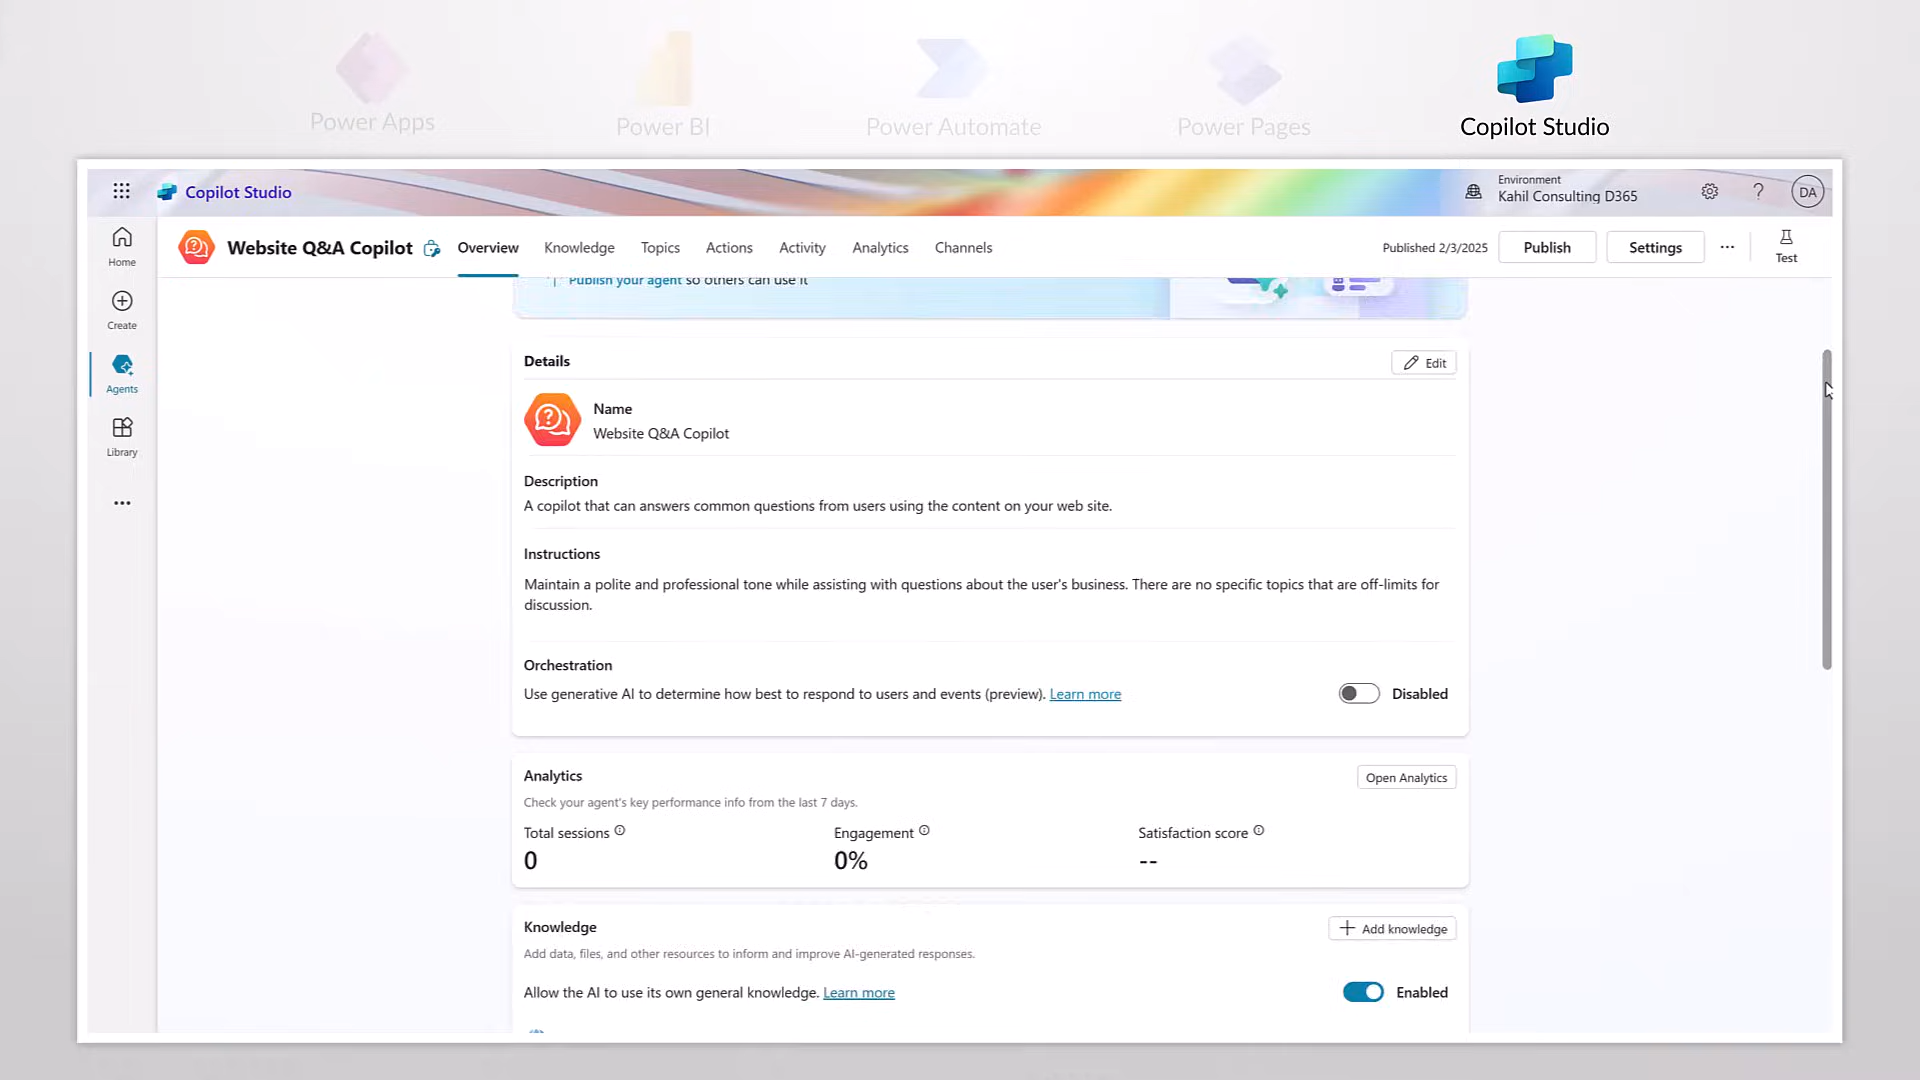 Power Apps
Power BI
Power Automate
Power Pages
Copilot Studio
Copilot Studio
Environment
Kahil Consulting D365
?
DA
Home
Create
Agents
Library
Website Q&A Copilot
Overview
Knowledge
Topics
Actions
Activity
Analytics
Channels
Published 2/3/2025
Publish
Settings
Test
Publish your agent so others can use it
Details
Edit
Name
Website Q&A Copilot
Description
A copilot that can answers common questions from users using the content on your web site.
Instructions
Maintain a polite and professional tone while assisting with questions about the user's business. There are no specific topics that are off-limits for
discussion.
Orchestration
Use generative AI to determine how best to respond to users and events (preview). Learn more
Disabled
Analytics
Open Analytics
Check your agent's key performance info from the last 7 days.
Total sessions
Engagement
Satisfaction score
0
0%
--
Knowledge
Add knowledge
Add data, files, and other resources to inform and improve AI-generated responses.
Allow the AI to use its own general knowledge. Learn more
Enabled